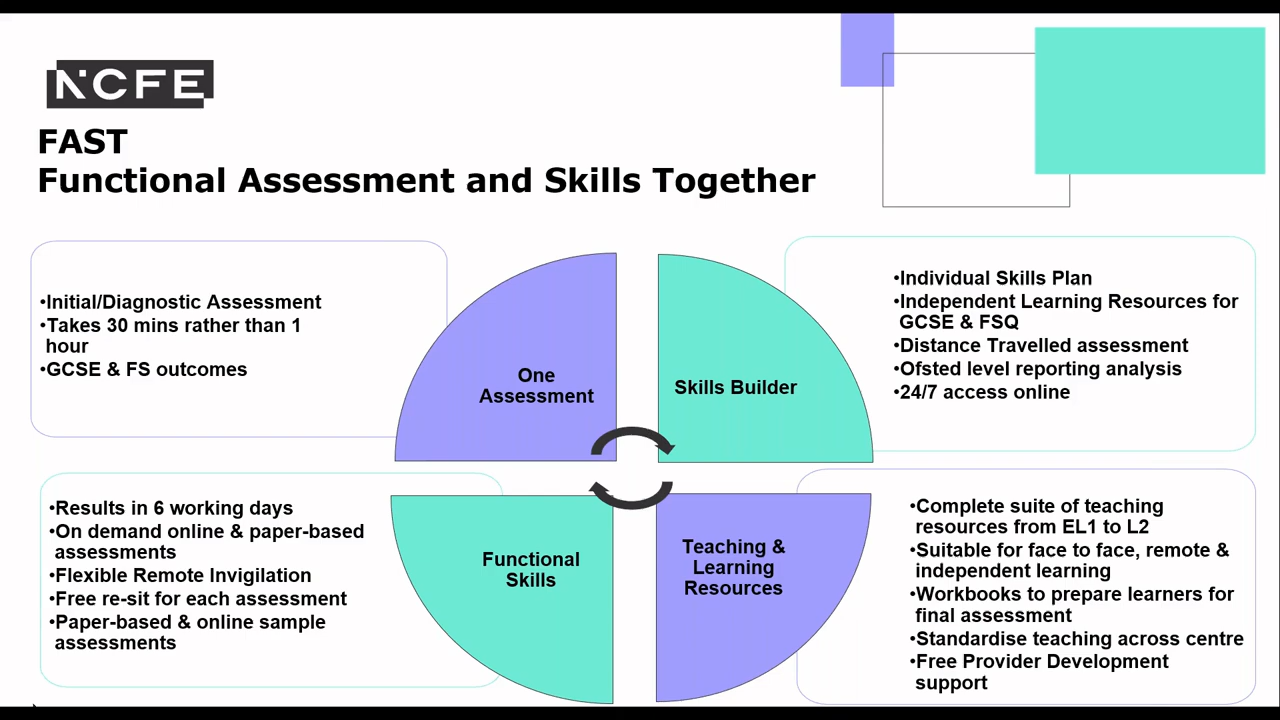 NCFE
FAST
Functional Assessment and Skills Together
•Initial/Diagnostic Assessment
•Takes 30 mins rather than 1
hour
•GCSE & FS outcomes
One
Assessment
Skills Builder
•Individual Skills Plan
•Independent Learning Resources for
GCSE & FSQ
•Distance Travelled assessment
•Ofsted level reporting analysis
•24/7 access online
•Results in 6 working days
•On demand online & paper-based
assessments
•Flexible Remote Invigilation
•Free re-sit for each assessment
•Paper-based & online sample
assessments
Functional
Skills
Teaching &
Learning
Resources
•Complete suite of teaching
resources from EL1 to L2
•Suitable for face to face, remote &
independent learning
•Workbooks to prepare learners for
final assessment
•Standardise teaching across centre
•Free Provider Development
support